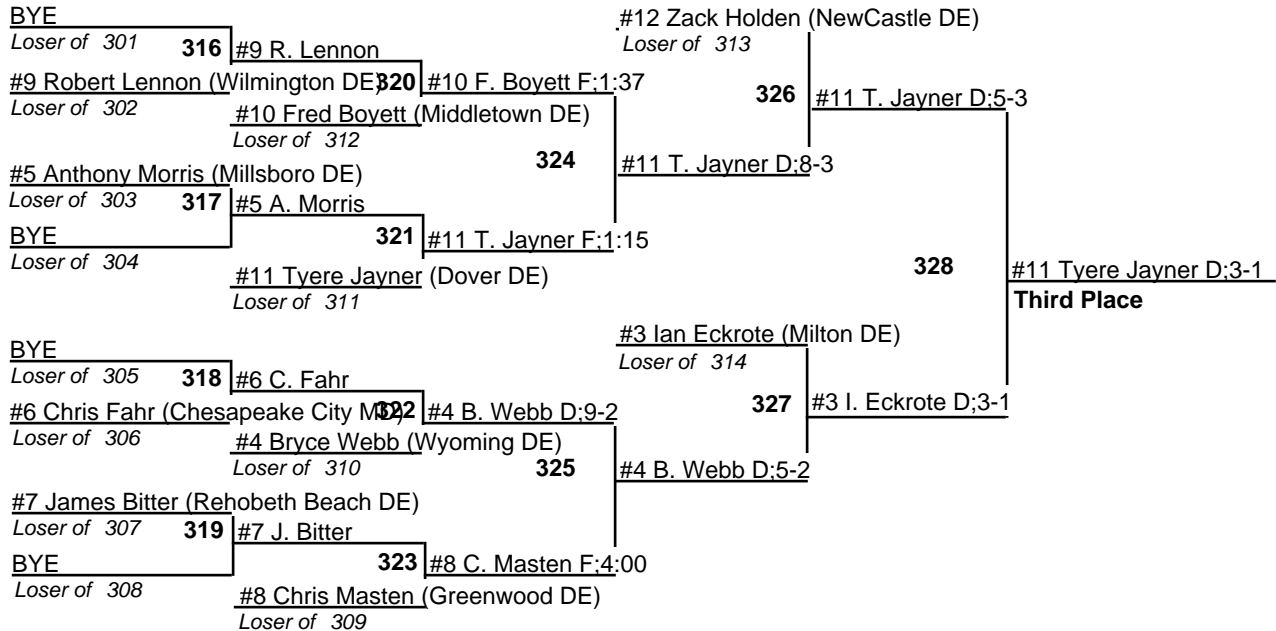 BYE
Loser of 301
316
#9 R. Lennon
#9 Robert Lennon (Wilmington DE)
Loser of 302
320
#10 F. Boyett F;1:37
#10 Fred Boyett (Middletown DE)
Loser of 312
#5 Anthony Morris (Millsboro DE)
Loser of 303
317
#5 A. Morris
BYE
Loser of 304
321
#11 T. Jayner F;1:15
#11 Tyere Jayner (Dover DE)
Loser of 311
324
#11 T. Jayner D;8-3
#12 Zack Holden (NewCastle DE)
Loser of 313
326
#11 T. Jayner D;5-3
BYE
Loser of 305
318
#6 C. Fahr
#6 Chris Fahr (Chesapeake City MD)
Loser of 306
322
#4 B. Webb D;9-2
#4 Bryce Webb (Wyoming DE)
Loser of 310
#7 James Bitter (Rehobeth Beach DE)
Loser of 307
319
#7 J. Bitter
BYE
Loser of 308
323
#8 C. Masten F;4:00
#8 Chris Masten (Greenwood DE)
Loser of 309
325
#4 B. Webb D;5-2
#3 Ian Eckrote (Milton DE)
Loser of 314
327
#3 I. Eckrote D;3-1
328
#11 Tyere Jayner D;3-1
Third Place